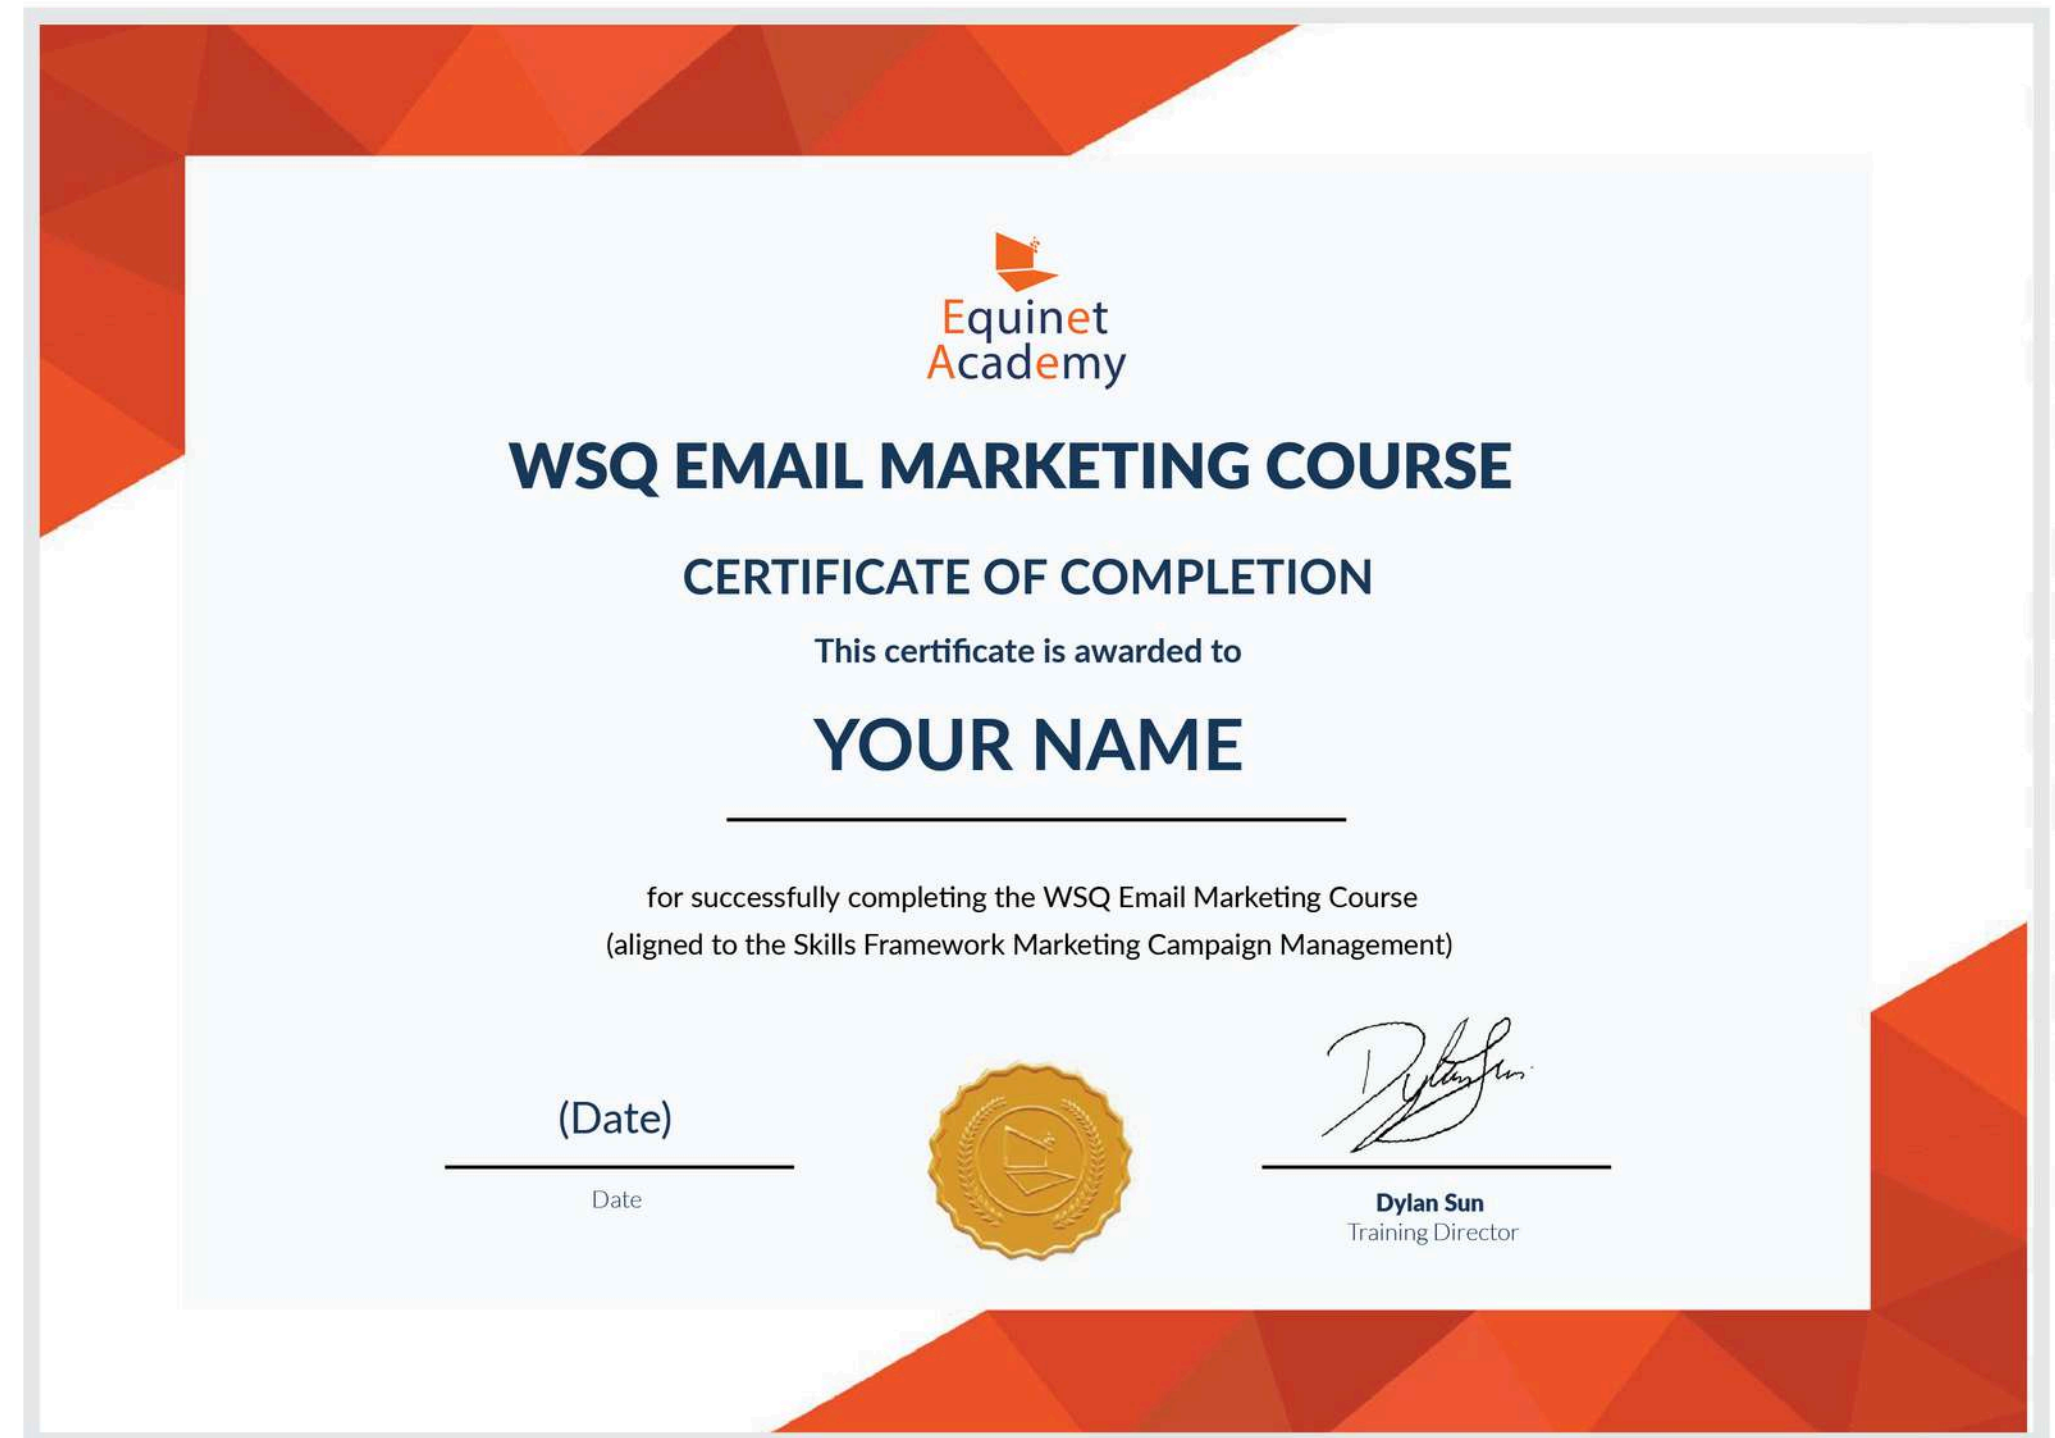 Equinet
Academy
WSQ EMAIL MARKETING COURSE
CERTIFICATE OF COMPLETION
This certificate is awarded to
YOUR NAME
for successfully completing the WSQ Email Marketing Course
(aligned to the Skills Framework Marketing Campaign Management)
(Date)
Date
Dylan Sun
Dylan Sun
Training Director